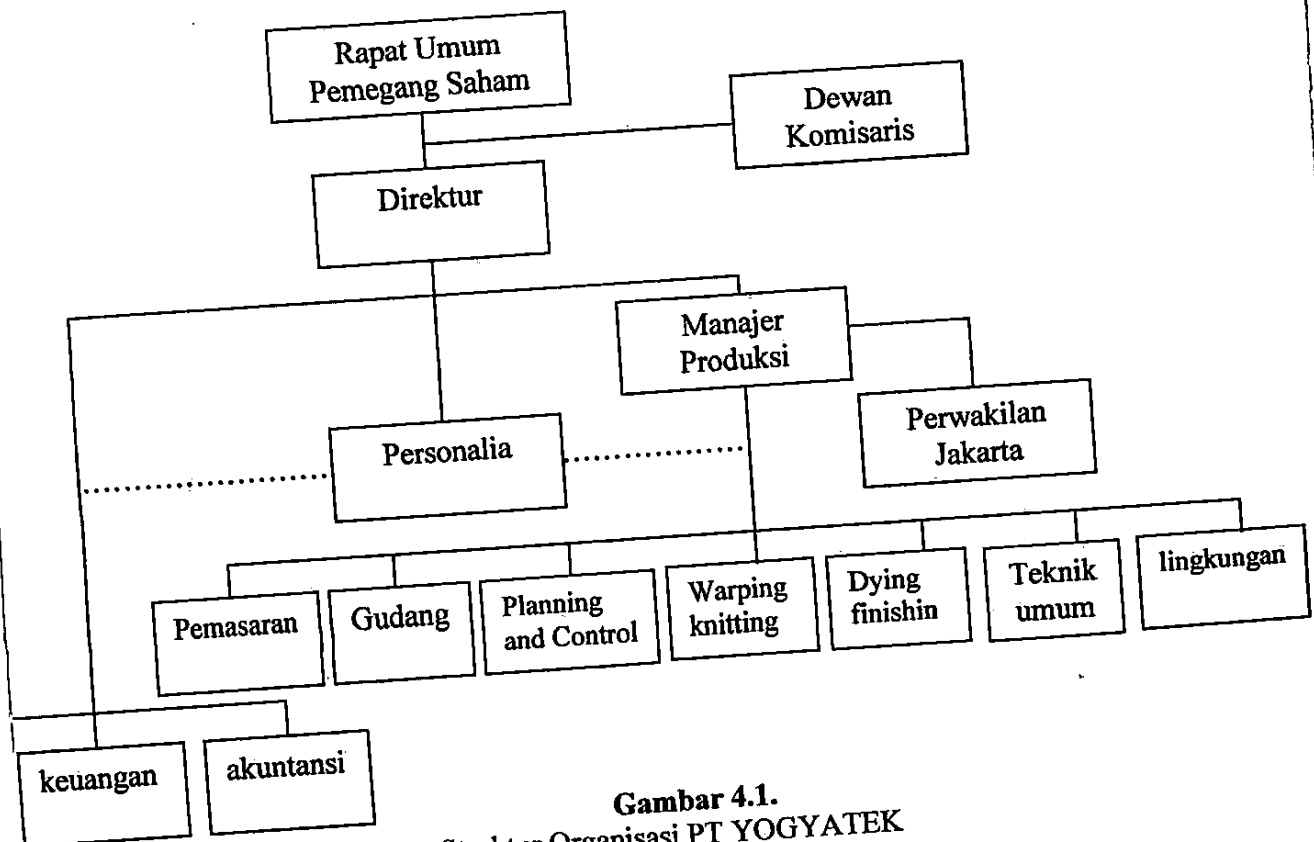 Rapat Umum
Pemegang Saham
Dewan
Komisaris
Direktur
Manajer
Produksi
Perwakilan
Jakarta
Personalia
Pemasaran
Gudang
Planning
and Control
Warping
knitting
Dying
finishin
Teknik
umum
lingkungan
keuangan
akuntansi
Gambar 4.1.
Struktur Organisasi PT YOGYATEK